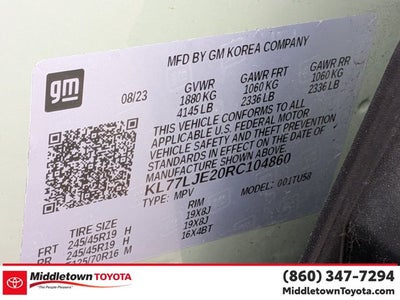 gm
MFD BY GM KOREA COMPANY
08/23
GVWR GAWR FRT GAWR RR
1880 KG 1060 KG 1060 KG
4145 LB 2336 LB 2336 LB
THIS VEHICLE CONFORMS TO ALL
APPLICABLE U.S. FEDERAL MOTOR
VEHICLE SAFETY AND THEFT PREVENTION
STANDARDS IN EFFECT ON THE DATE OF
MANUFACTURE SHOWN ABOVE.
KL77LJE20RC104860
TYPE: MPV MODEL: 001TU58
TIRE SIZE RIM
FRT 245/45R19 H 19X8J
RR 245/45R19 H 19X8J
T125/70R16 M 16X4BT
Middletown TOYOTA
"The People Pleasers"
(860) 347-7294
MiddletownToyota.com